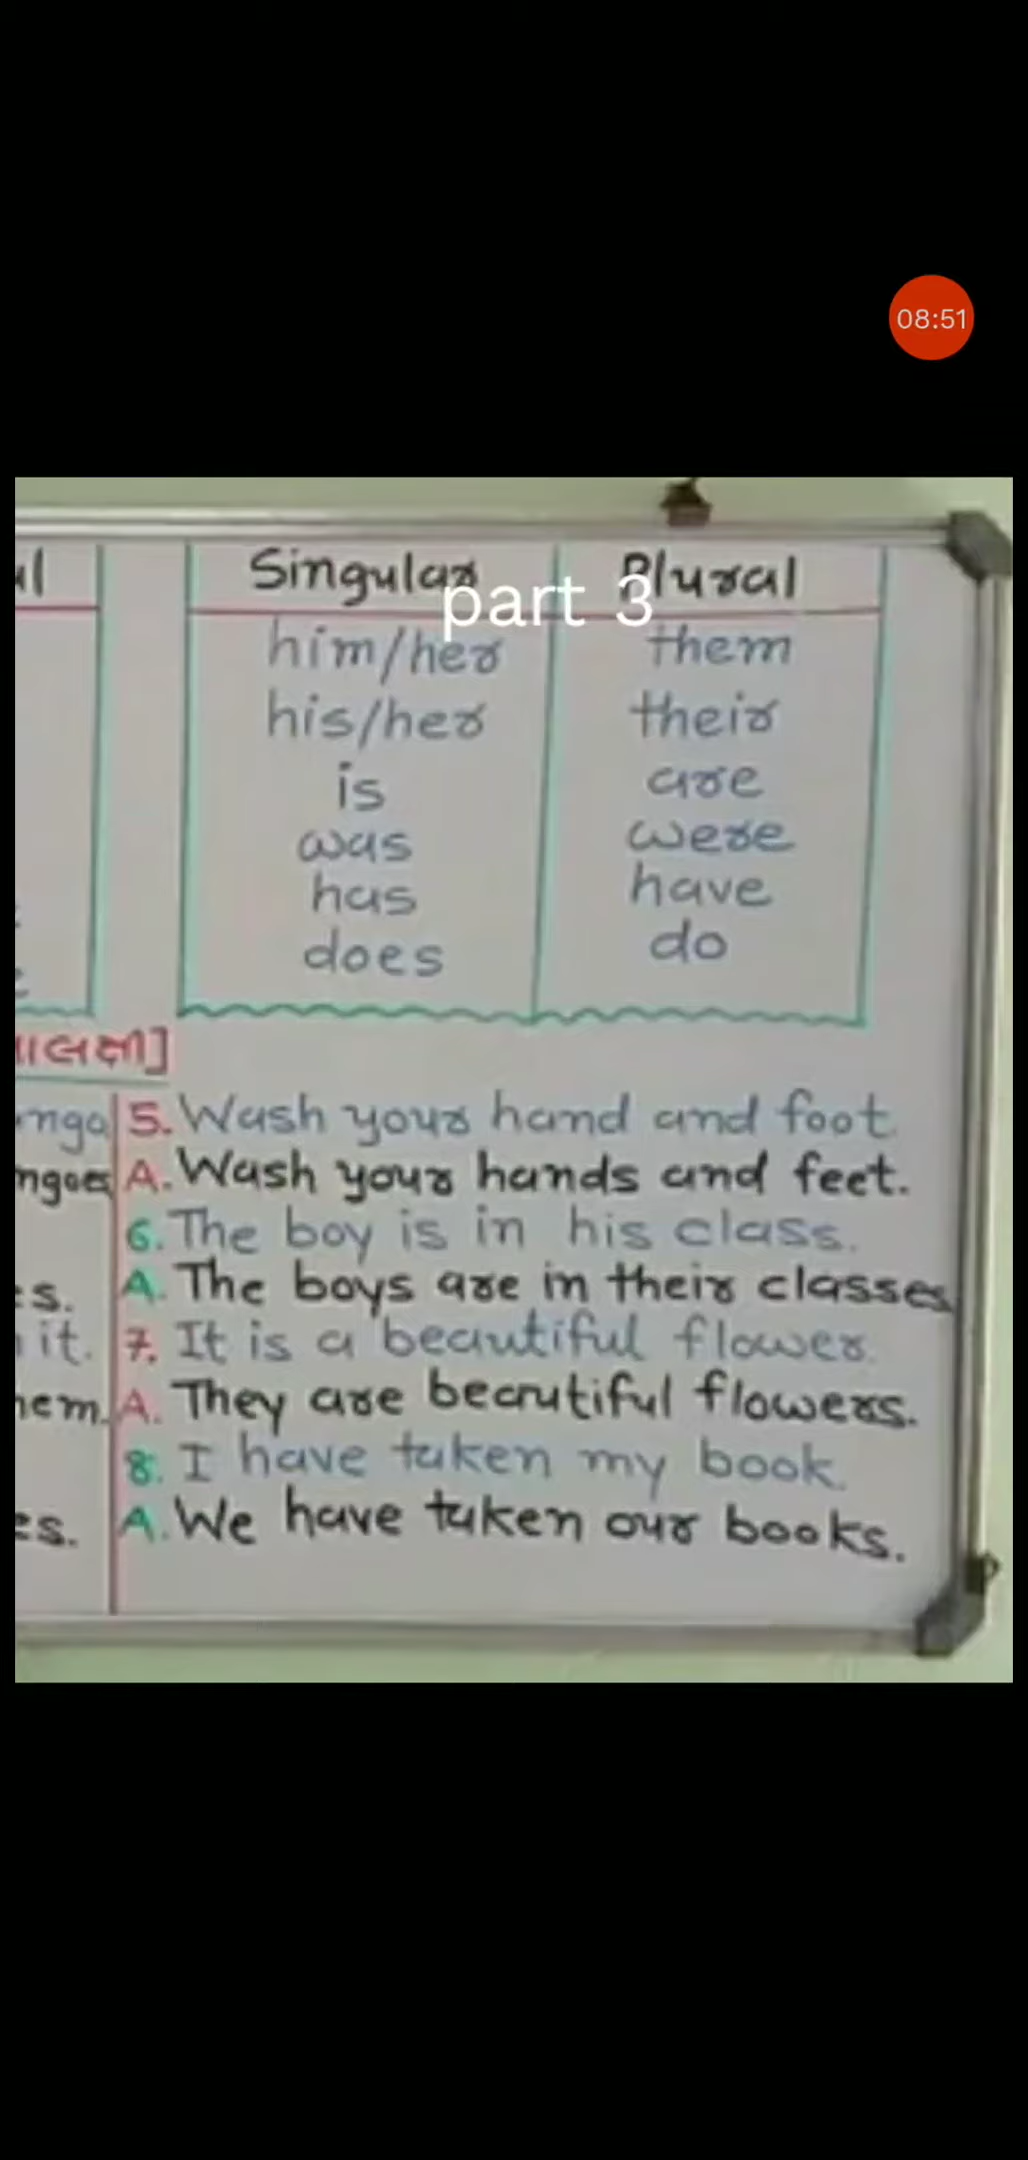 08:51
Singular Plural
part 3
him/her them
his/her their
is are
was were
has have
does do
5. Wash your hand and foot.
A. Wash your hands and feet.
6. The boy is in his class.
A. The boys are in their classes
es.
it. 7. It is a beautiful flower.
A. They are beautiful flowers.
8. I have taken my book.
es. A. We have taken our books.